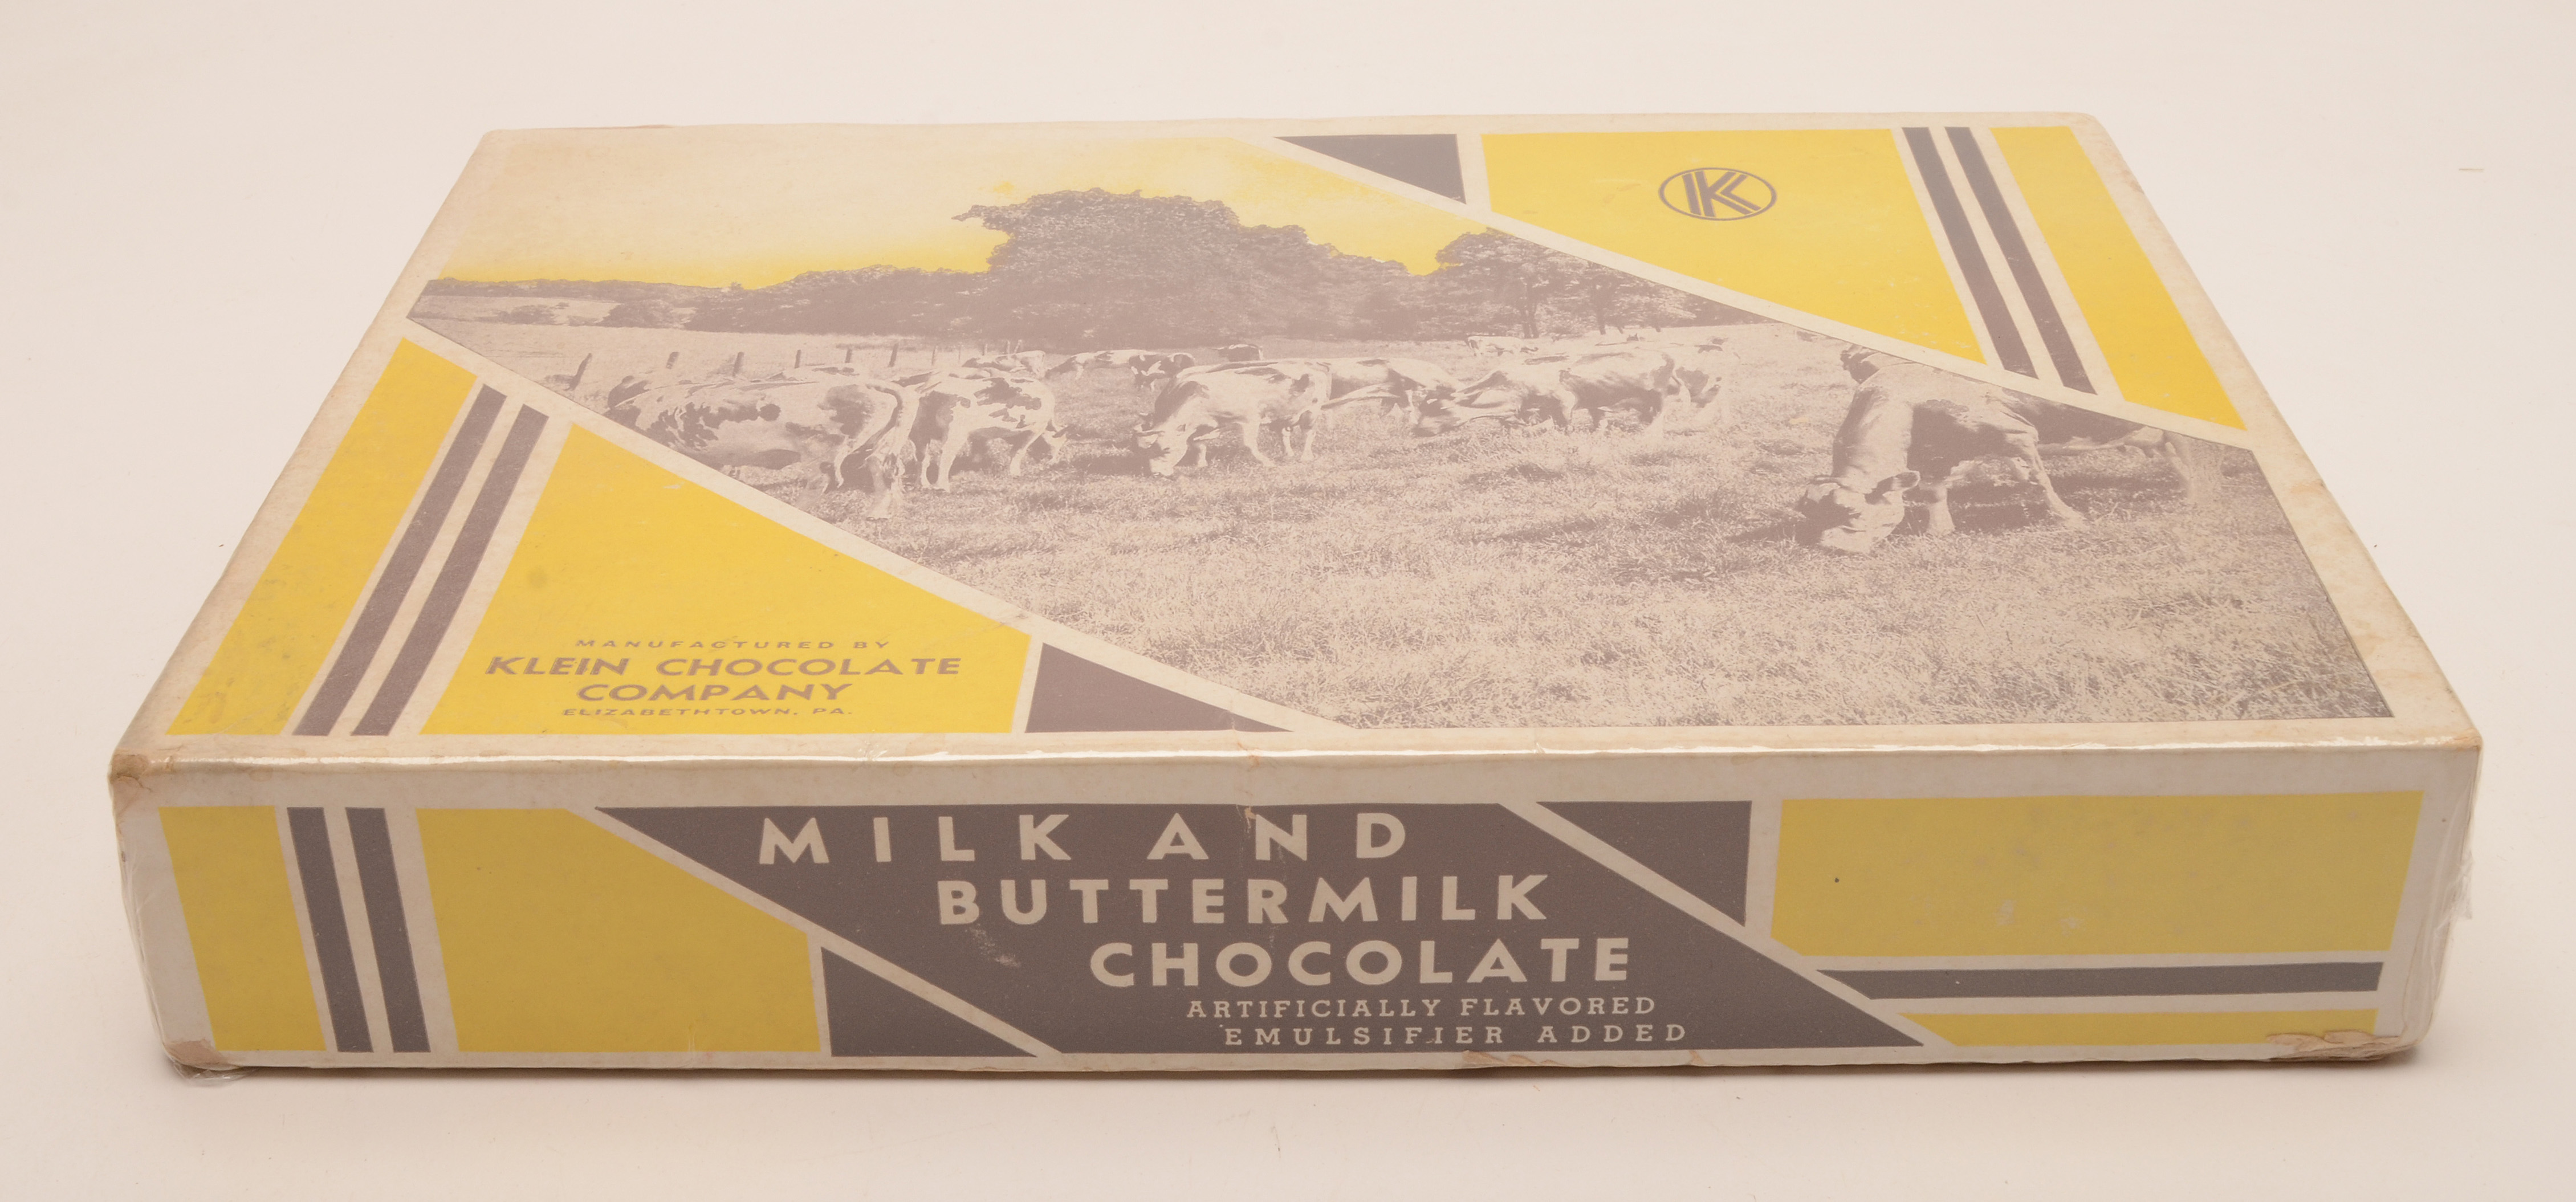 K
MANUFACTURED BY
KLEIN CHOCOLATE
COMPANY
ELIZABETHTOWN, PA.
MILK AND
BUTTERMILK
CHOCOLATE
ARTIFICIALLY FLAVORED
EMULSIFIER ADDED